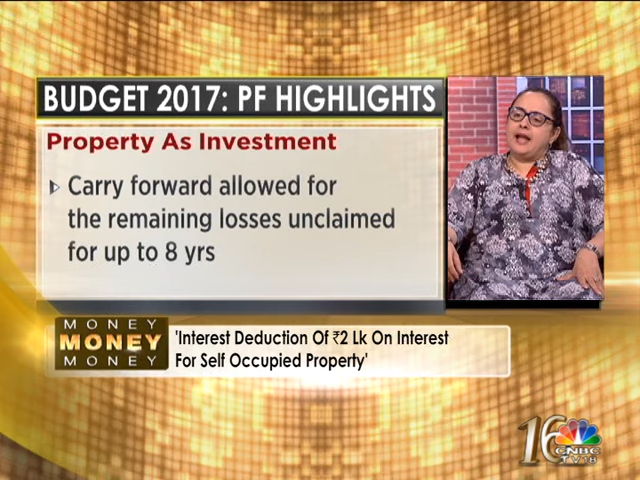 BUDGET 2017: PF HIGHLIGHTS
Property As Investment
Carry forward allowed for
the remaining losses unclaimed
for up to 8 yrs
MONEY
MONEY
MONEY
'Interest Deduction Of ₹2 Lk On Interest
For Self Occupied Property'
16
CNBC
TV18